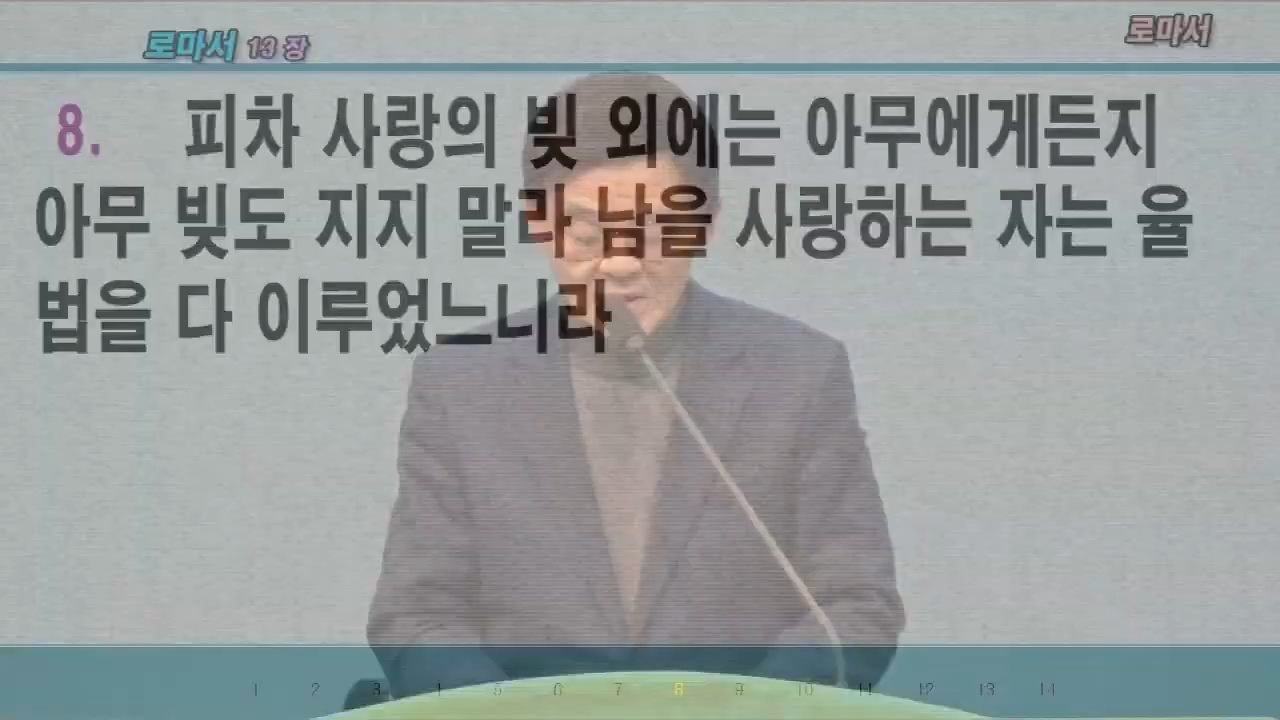 로마서 13 장
로마서
8. 피차 사랑의 빚 외에는 아무에게든지
아무 빚도 지지 말라 남을 사랑하는 자는 율
법을 다 이루었느니라
1 2 3 4 5 6 7 8 9 10 11 12 13 14